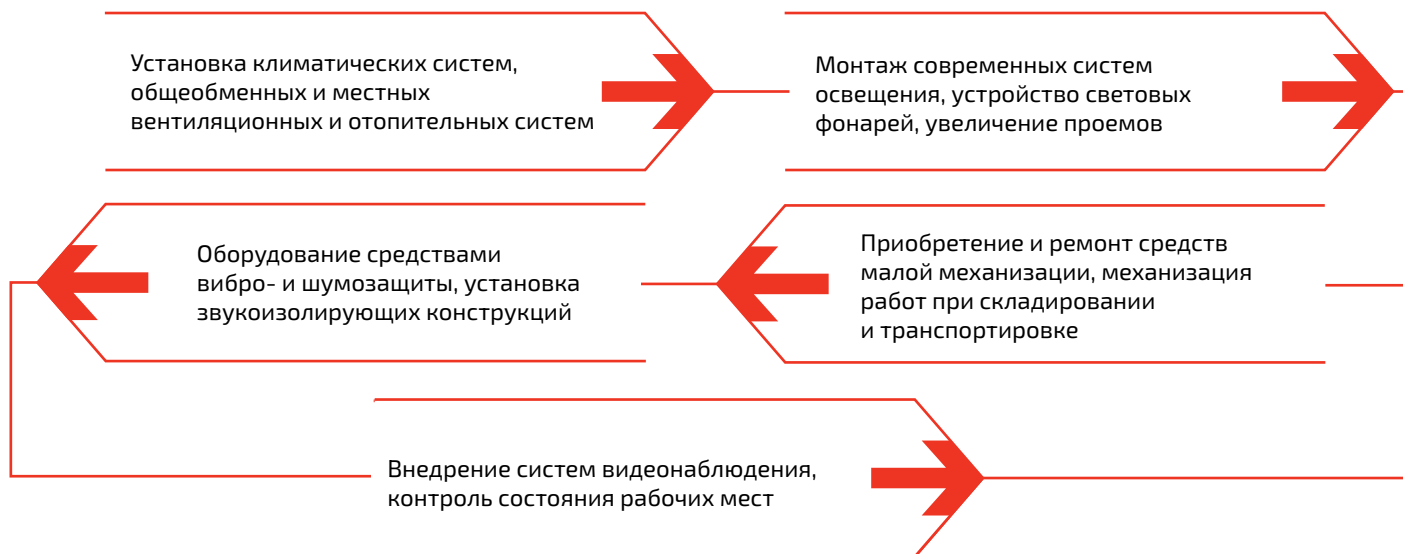 Установка климатических систем,
общеобменных и местных
вентиляционных и отопительных систем
Монтаж современных систем
освещения, устройство световых
фонарей, увеличение проемов
Приобретение и ремонт средств
малой механизации, механизация
работ при складировании
и транспортировке
Оборудование средствами
вибро- и шумозащиты, установка
звукоизолирующих конструкций
Внедрение систем видеонаблюдения,
контроль состояния рабочих мест